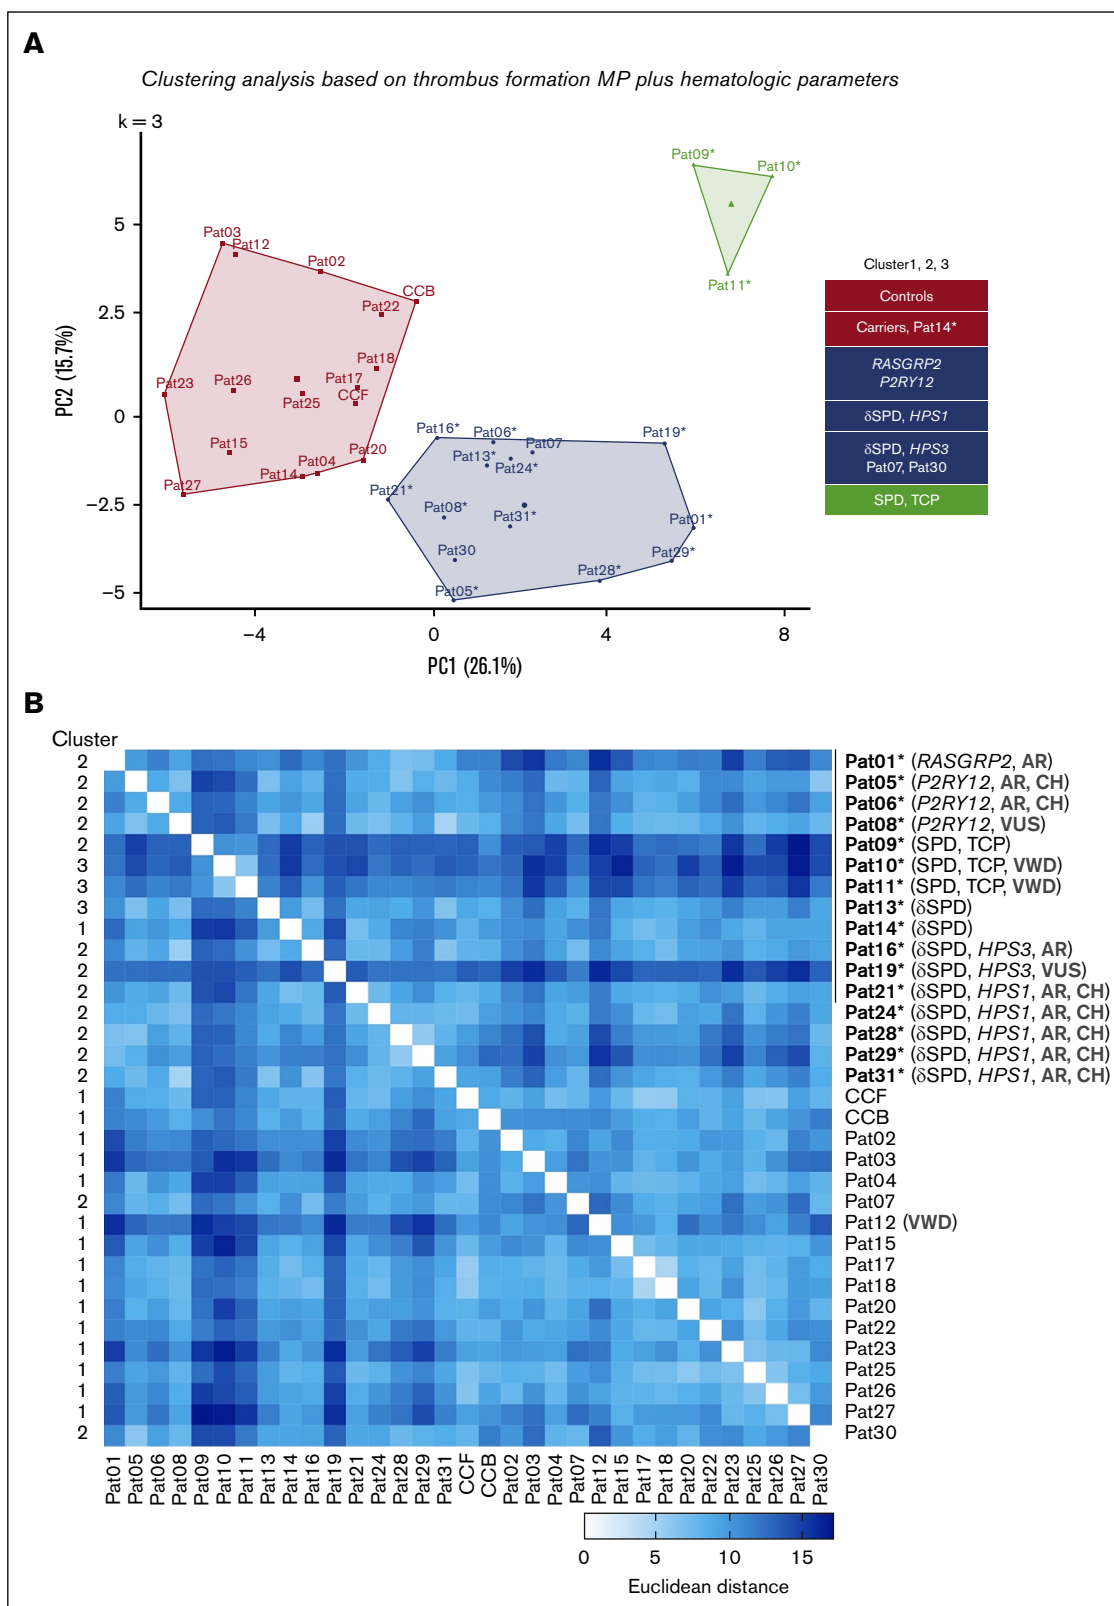 A
Clustering analysis based on thrombus formation MP plus hematologic parameters
k = 3
PC2 (15.7%)
5
2.5
0
−2.5
−5
−4
0
4
8
PC1 (26.1%)
Pat09*
Pat10*
Pat11*
Pat03
Pat12
Pat02
CCB
Pat22
Pat18
Pat23
Pat26
Pat17
Pat25
CCF
Pat15
Pat20
Pat14
Pat04
Pat27
Pat16*
Pat06*
Pat07
Pat19*
Pat13*
Pat24*
Pat21*
Pat08*
Pat31*
Pat01*
Pat30
Pat29*
Pat28*
Pat05*
Cluster1, 2, 3
Controls
Carriers, Pat14*
RASGRP2
P2RY12
δSPD, HPS1
δSPD, HPS3
Pat07, Pat30
SPD, TCP
B
Cluster
2 Pat01* (RASGRP2, AR)
2 Pat05* (P2RY12, AR, CH)
2 Pat06* (P2RY12, AR, CH)
2 Pat08* (P2RY12, VUS)
2 Pat09* (SPD, TCP)
3 Pat10* (SPD, TCP, VWD)
3 Pat11* (SPD, TCP, VWD)
3 Pat13* (δSPD)
1 Pat14* (δSPD)
2 Pat16* (δSPD, HPS3, AR)
2 Pat19* (δSPD, HPS3, VUS)
2 Pat21* (δSPD, HPS1, AR, CH)
2 Pat24* (δSPD, HPS1, AR, CH)
2 Pat28* (δSPD, HPS1, AR, CH)
2 Pat29* (δSPD, HPS1, AR, CH)
2 Pat31* (δSPD, HPS1, AR, CH)
1 CCF
1 CCB
1 Pat02
1 Pat03
1 Pat04
2 Pat07
1 Pat12 (VWD)
1 Pat15
1 Pat17
1 Pat18
1 Pat20
1 Pat22
1 Pat23
1 Pat25
1 Pat26
1 Pat27
2 Pat30
Pat01 Pat05 Pat06 Pat08 Pat09 Pat10 Pat11 Pat13 Pat14 Pat16 Pat19 Pat21 Pat24 Pat28 Pat29 Pat31 CCF CCB Pat02 Pat03 Pat04 Pat07 Pat12 Pat15 Pat17 Pat18 Pat20 Pat22 Pat23 Pat25 Pat26 Pat27 Pat30
0 5 10 15
Euclidean distance